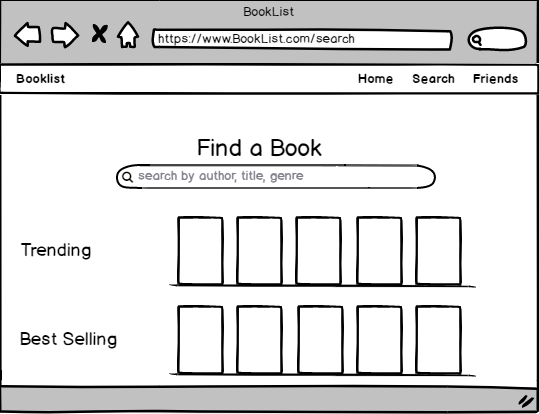 BookList
https://www.BookList.com/search
Booklist Home Search Friends
Find a Book
search by author, title, genre
Trending
Best Selling